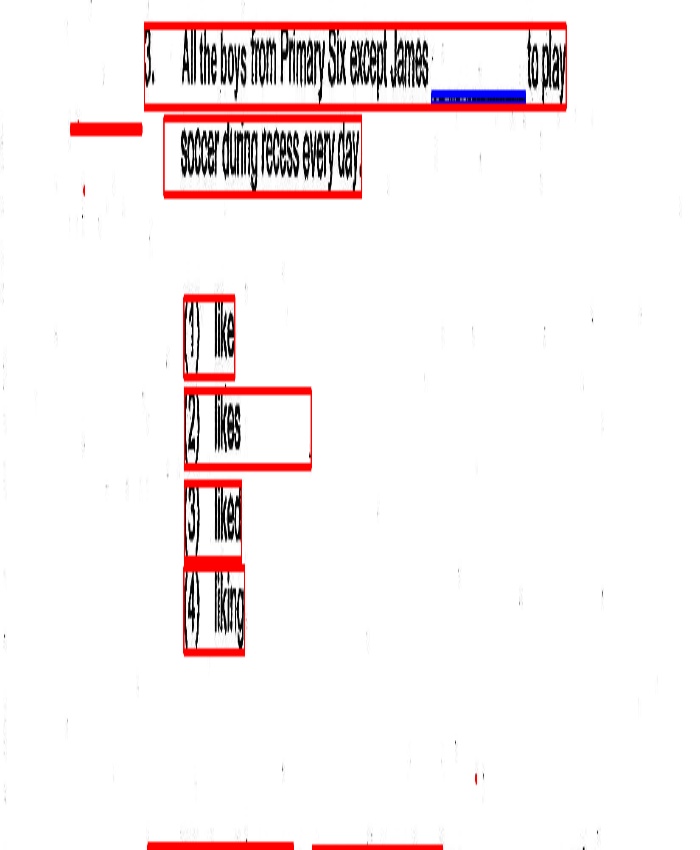 3. All the boys from Primary Six except James ________ to play
soccer during recess every day.
(1) like
(2) likes
(3) liked
(4) liking